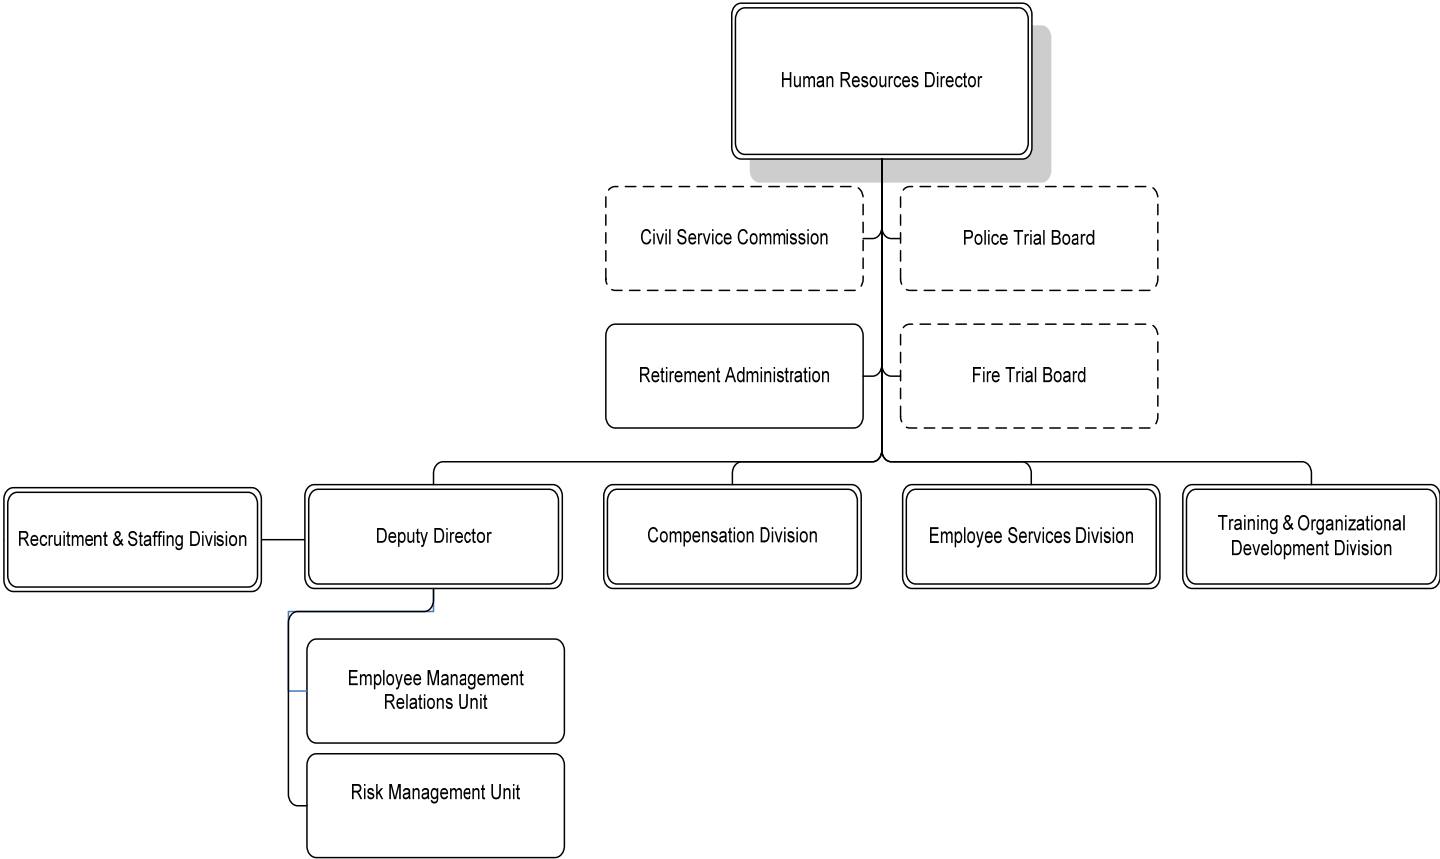 Human Resources Director
Civil Service Commission
Police Trial Board
Retirement Administration
Fire Trial Board
Recruitment & Staffing Division
Deputy Director
Compensation Division
Employee Services Division
Training & Organizational
Development Division
Employee Management
Relations Unit
Risk Management Unit